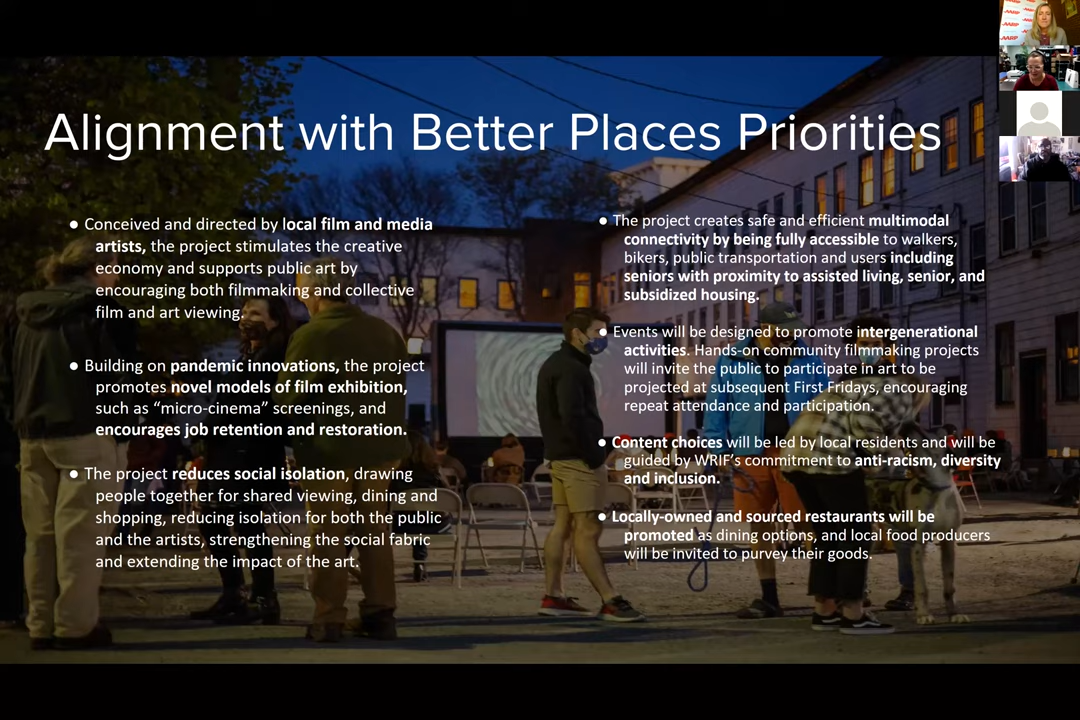 Alignment with Better Places Priorities
● Conceived and directed by local film and media
artists, the project stimulates the creative
economy and supports public art by
encouraging both filmmaking and collective
film and art viewing.
● Building on pandemic innovations, the project
promotes novel models of film exhibition,
such as “micro-cinema” screenings, and
encourages job retention and restoration.
● The project reduces social isolation, drawing
people together for shared viewing, dining and
shopping, reducing isolation for both the public
and the artists, strengthening the social fabric
and extending the impact of the art.
● The project creates safe and efficient multimodal
connectivity by being fully accessible to walkers,
bikers, public transportation and users including
seniors with proximity to assisted living, senior, and
subsidized housing.
● Events will be designed to promote intergenerational
activities. Hands-on community filmmaking projects
will invite the public to participate in art to be
projected at subsequent First Fridays, encouraging
repeat attendance and participation.
● Content choices will be led by local residents and will be
guided by WRIF’s commitment to anti-racism, diversity
and inclusion.
● Locally-owned and sourced restaurants will be
promoted as dining options, and local food producers
will be invited to purvey their goods.
AARP